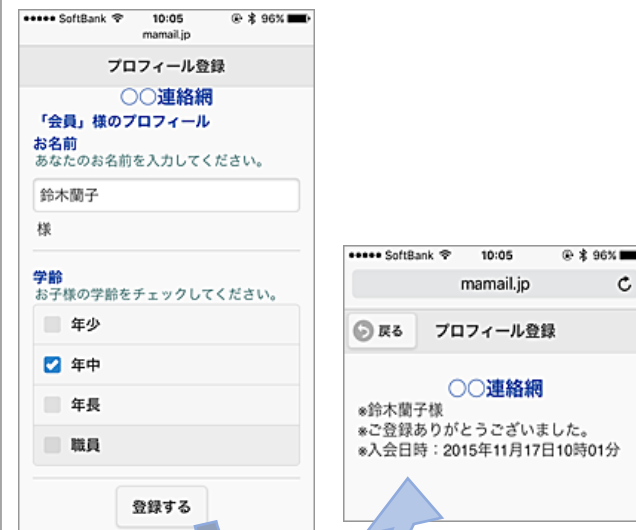 SoftBank 10:05 96%
mamail.jp
プロフィール登録
〇〇連絡網
「会員」様のプロフィール
お名前
あなたのお名前を入力してください。
鈴木蘭子
様
学齢
お子様の学齢をチェックしてください。
年少
年中
年長
職員
登録する
SoftBank 10:05 96%
mamail.jp
戻る プロフィール登録
〇〇連絡網
※鈴木蘭子様
※ご登録ありがとうございました。
※入会日時：2015年11月17日10時01分